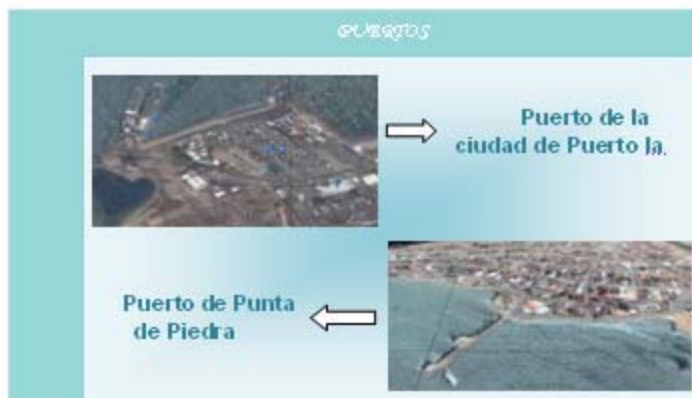 PUERTOS
Puerto de la
ciudad de Puerto la.
Puerto de Punta
de Piedra